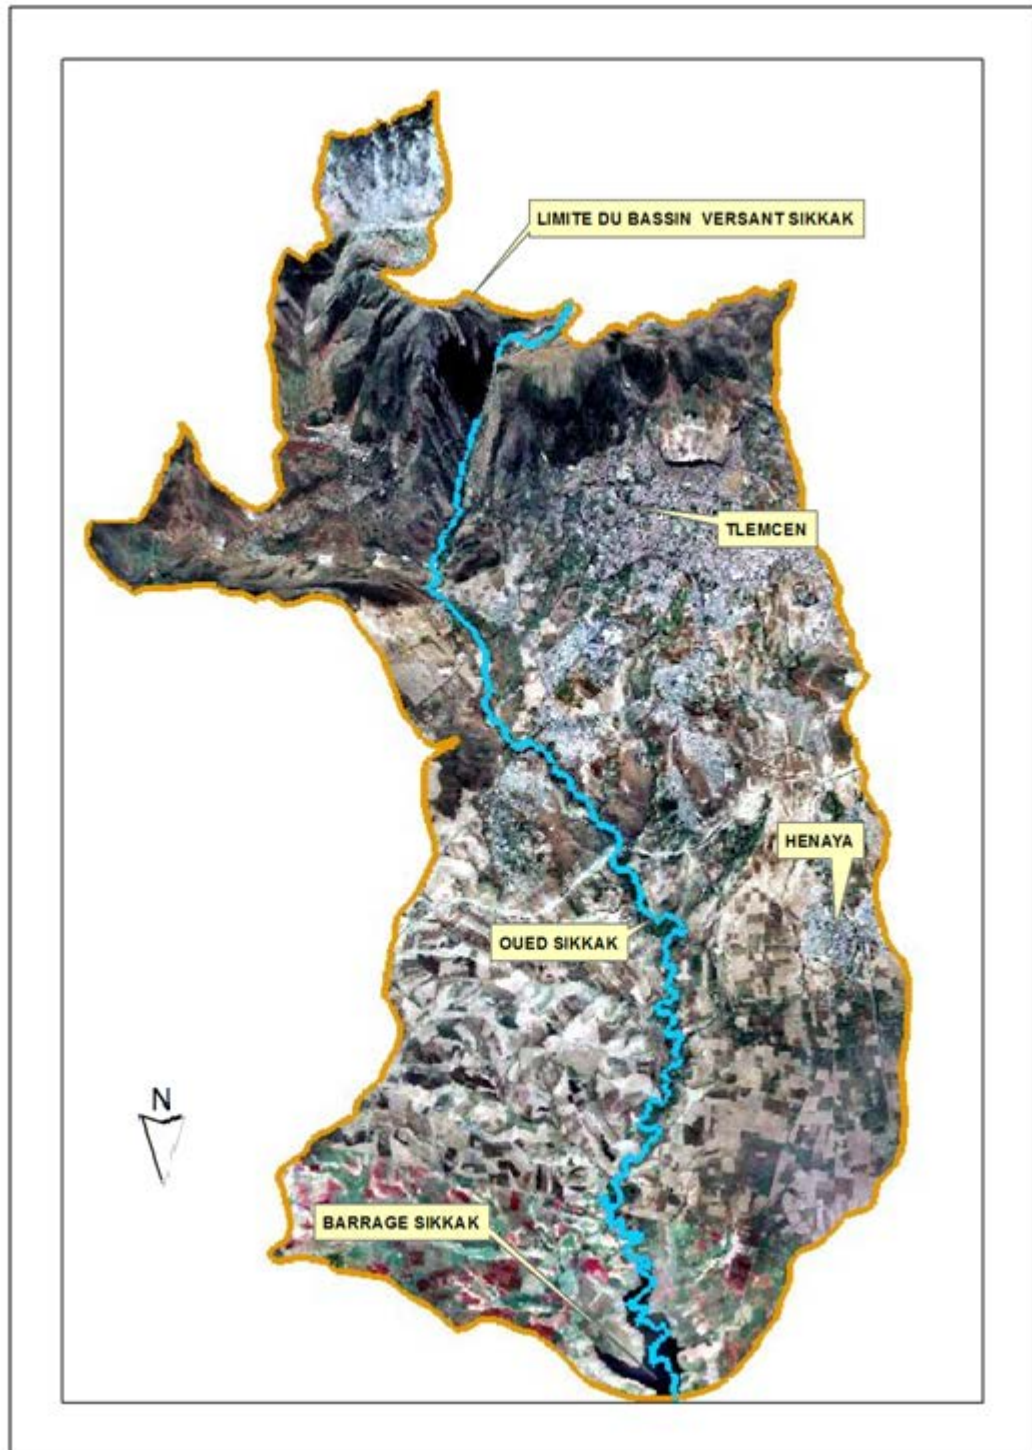 LIMITE DU BASSIN VERSANT SIKKAK
TLEMCEN
HENAYA
OUED SIKKAK
N
BARRAGE SIKKAK